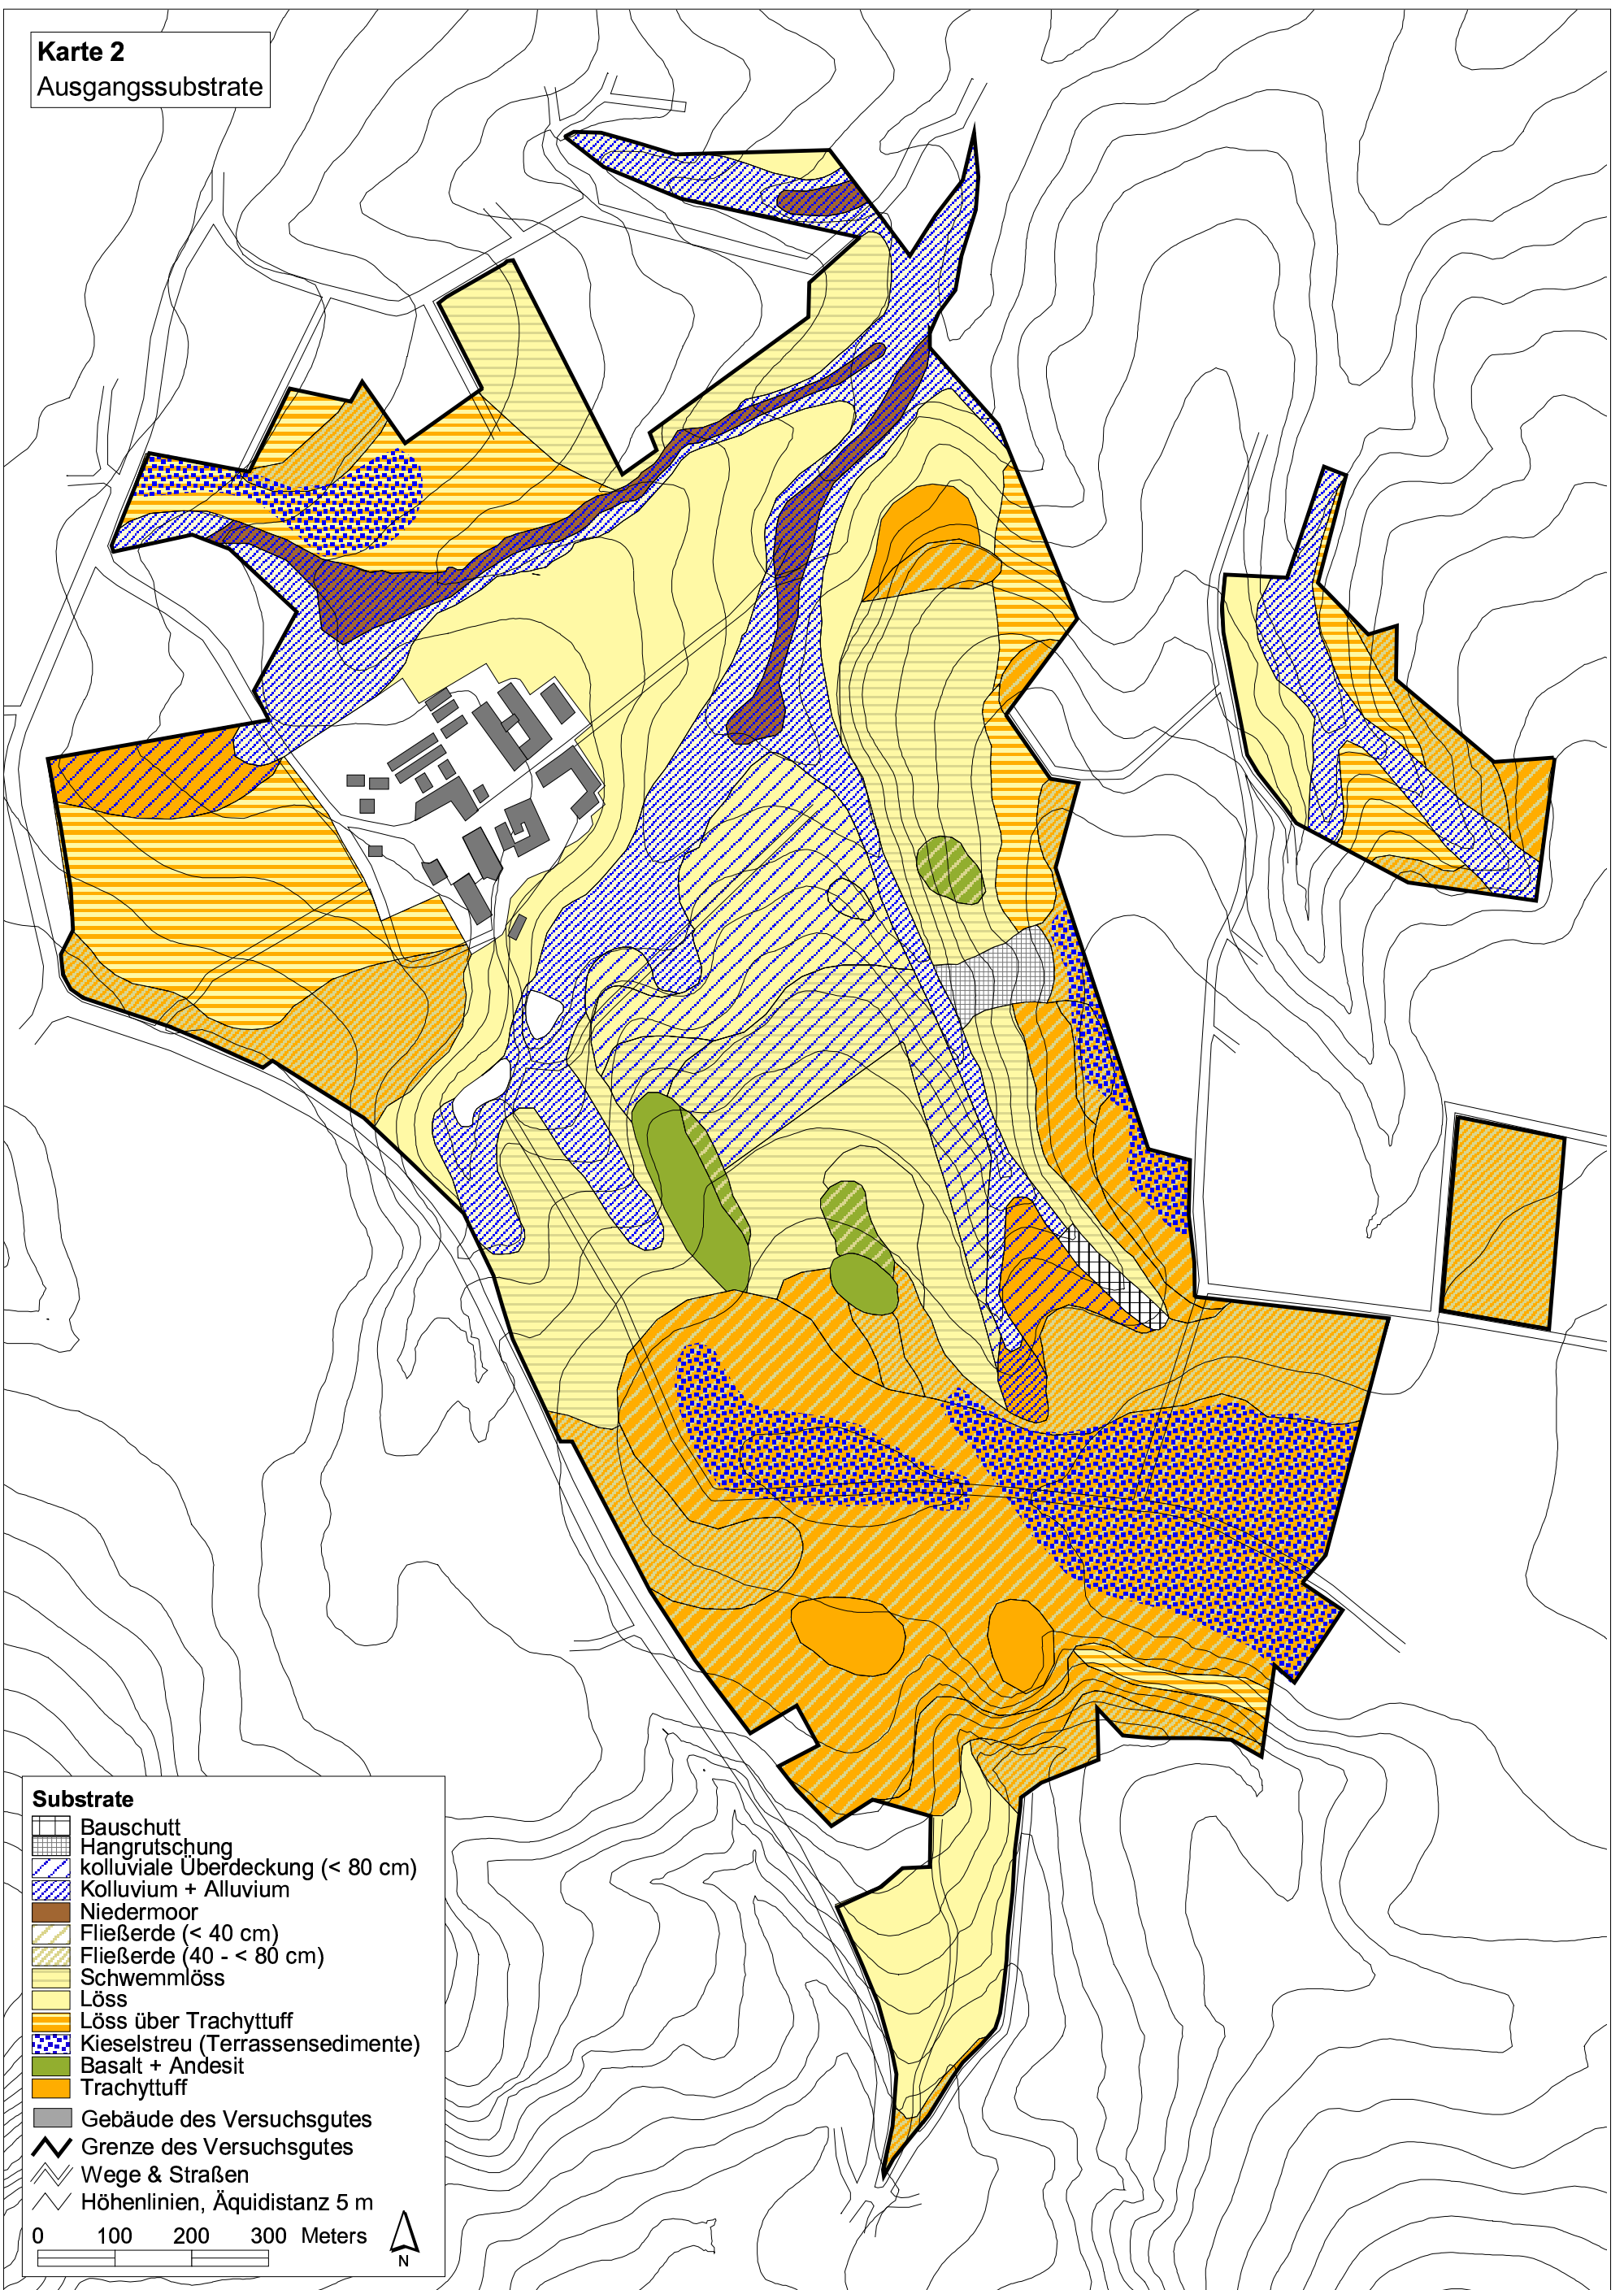 Karte 2
Ausgangssubstrate
Substrate
Bauschutt
Hangrutschung
kolluviale Überdeckung (< 80 cm)
Kolluvium + Alluvium
Niedermoor
Fließerde (< 40 cm)
Fließerde (40 - < 80 cm)
Schwemmlöss
Löss
Löss über Trachyttuff
Kieselstreu (Terrassensedimente)
Basalt + Andesit
Trachyttuff
Gebäude des Versuchsgutes
Grenze des Versuchsgutes
Wege & Straßen
Höhenlinien, Äquidistanz 5 m
0 100 200 300 Meters
N